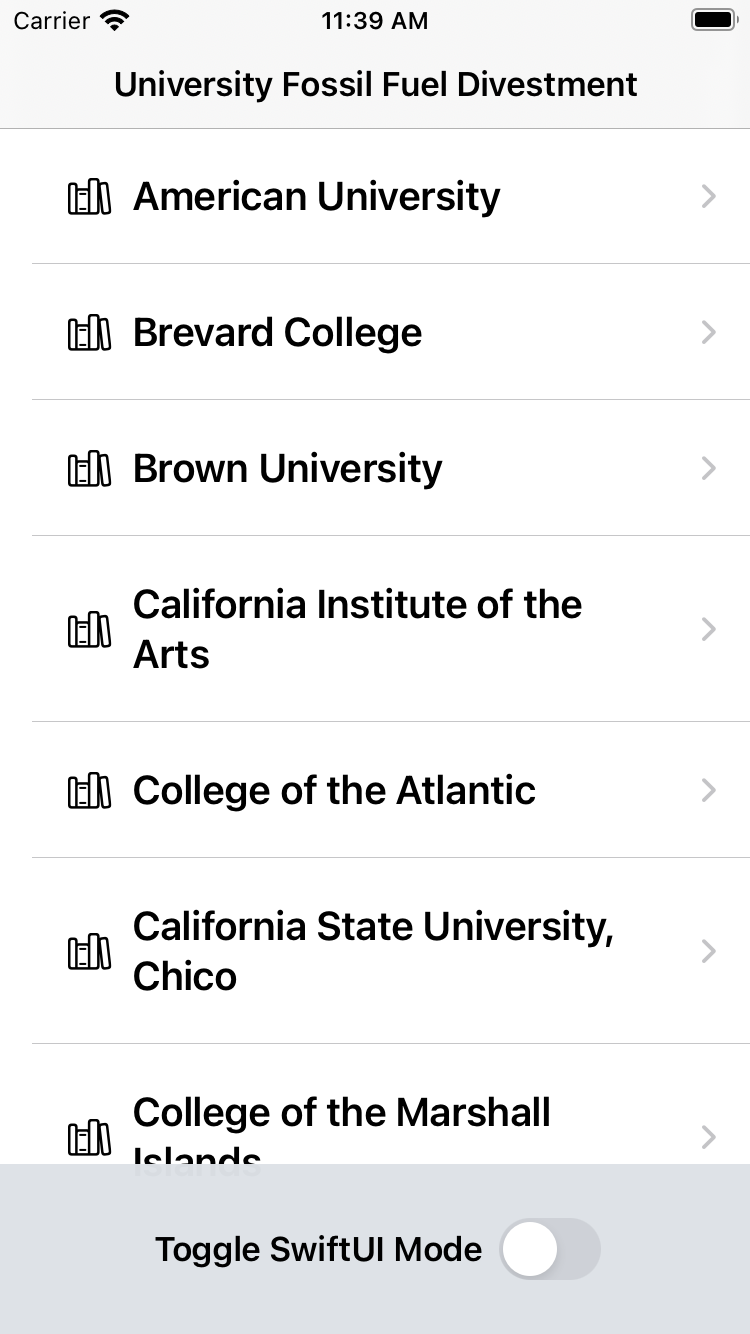 Carrier 11:39 AM
University Fossil Fuel Divestment
American University
Brevard College
Brown University
California Institute of the
Arts
College of the Atlantic
California State University,
Chico
College of the Marshall
Islands
Toggle SwiftUI Mode